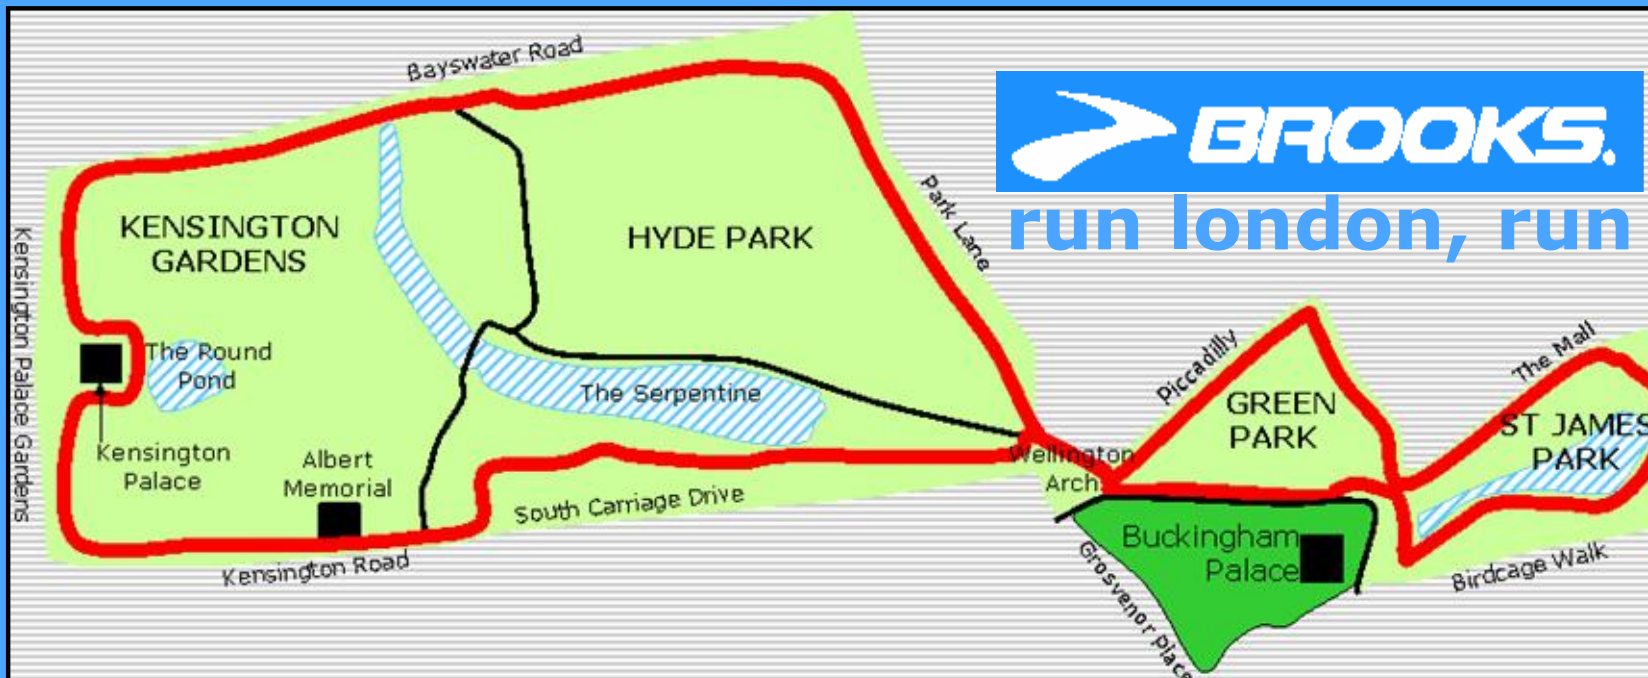 Bayswater Road
BROOKS.
run london, run
KENSINGTON
GARDENS
HYDE PARK
Park Lane
Kensington Palace Gardens
The Round
Pond
The Serpentine
Kensington
Palace
Albert
Memorial
South Carriage Drive
Kensington Road
Wellington
Arch
Piccadilly
GREEN
PARK
The Mall
ST JAMES
PARK
Buckingham
Palace
Grosvenor place
Birdcage Walk